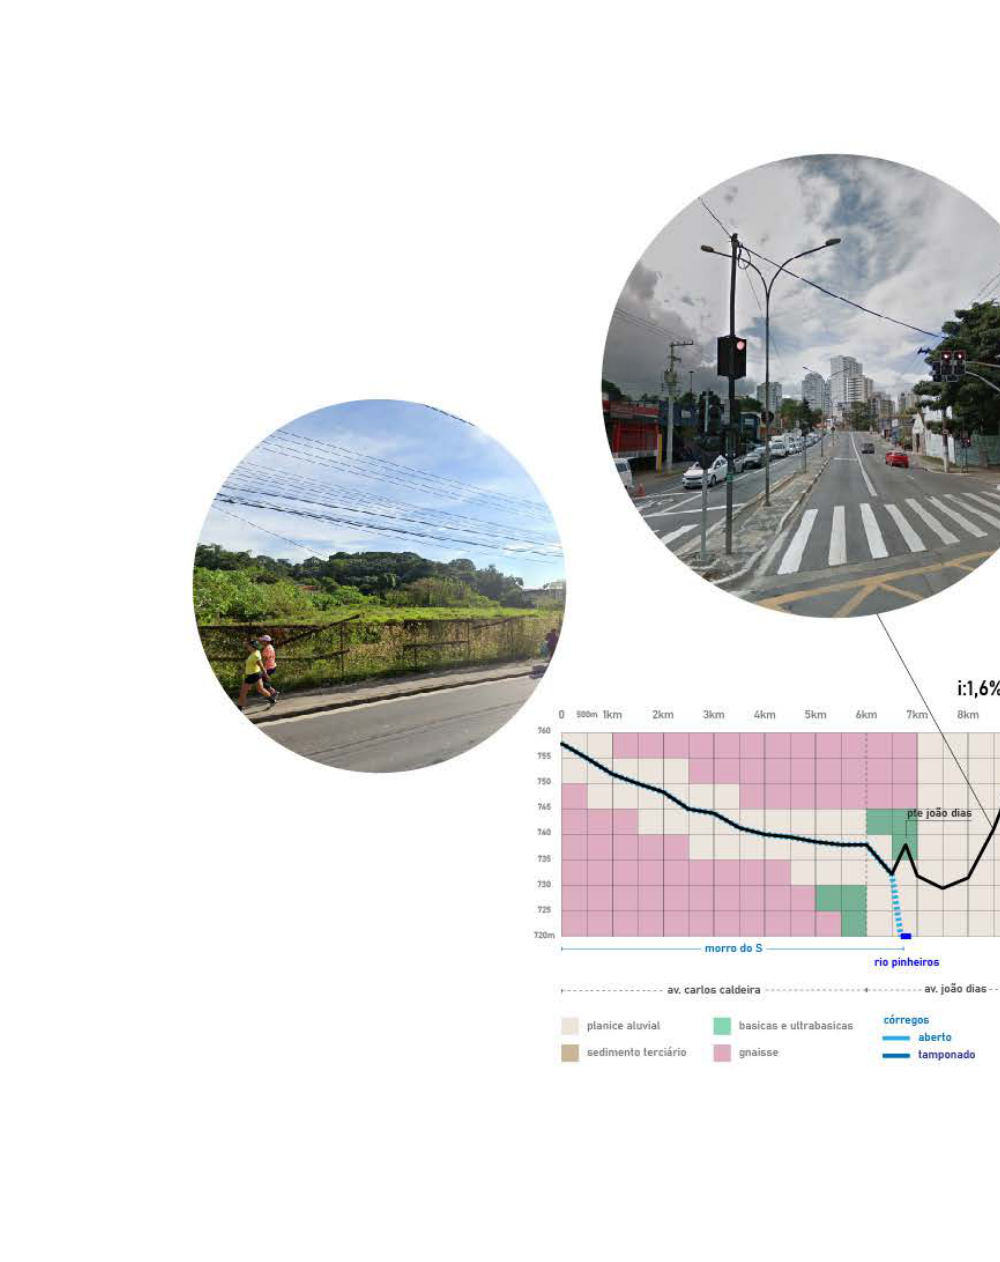 i:1,6%
0 500m 1km 2km 3km 4km 5km 6km 7km 8km
760
755
750
745
740
735
730
725
720m
pte joão dias
morro do S
rio pinheiros
av. carlos caldeira
av. joão dias
planice aluvial
basicas e ultrabasicas
córregos
aberto
sedimento terciário
gnaisse
tamponado